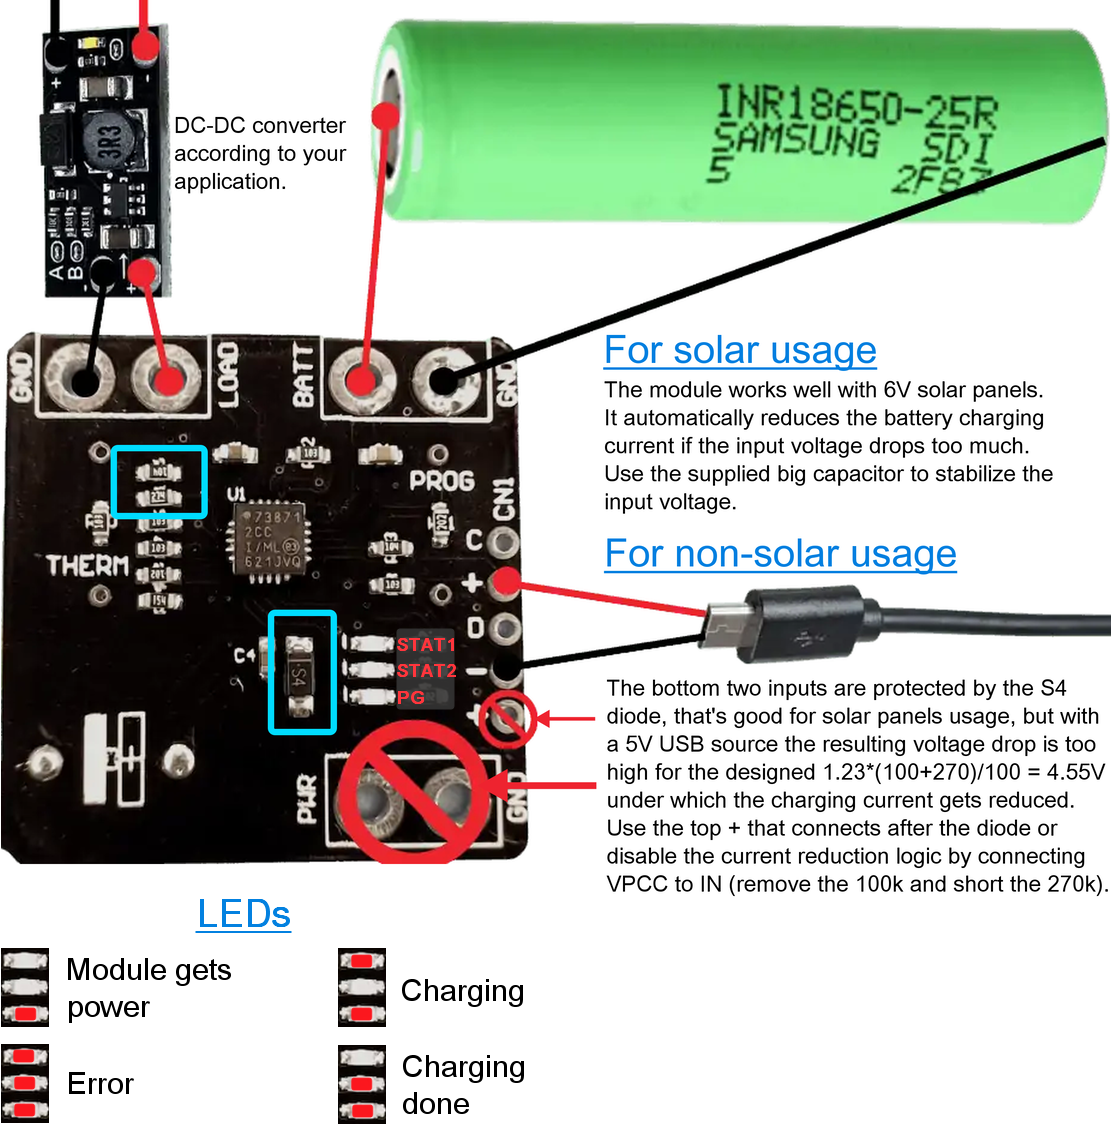 +
-
3R3
DC-DC converter
according to your
application.
A
B
-
+
INR18650-25R
SAMSUNG SDI
5
GND
LOAD
BATT
GND
For solar usage
The module works well with 6V solar panels.
It automatically reduces the battery charging
current if the input voltage drops too much.
Use the supplied big capacitor to stabilize the
input voltage.
103
PROG
CN1
U1
73871
2CC
I/ML
621JVQ
C
For non-solar usage
THERM
103
103
+
D
C4
S4
STAT1
STAT2
PG
-
+
The bottom two inputs are protected by the S4
diode, that's good for solar panels usage, but with
a 5V USB source the resulting voltage drop is too
high for the designed 1.23*(100+270)/100 = 4.55V
under which the charging current gets reduced.
Use the top + that connects after the diode or
disable the current reduction logic by connecting
VPCC to IN (remove the 100k and short the 270k).
PWR
GND
LEDs
Module gets
power
Charging
Error
Charging
done